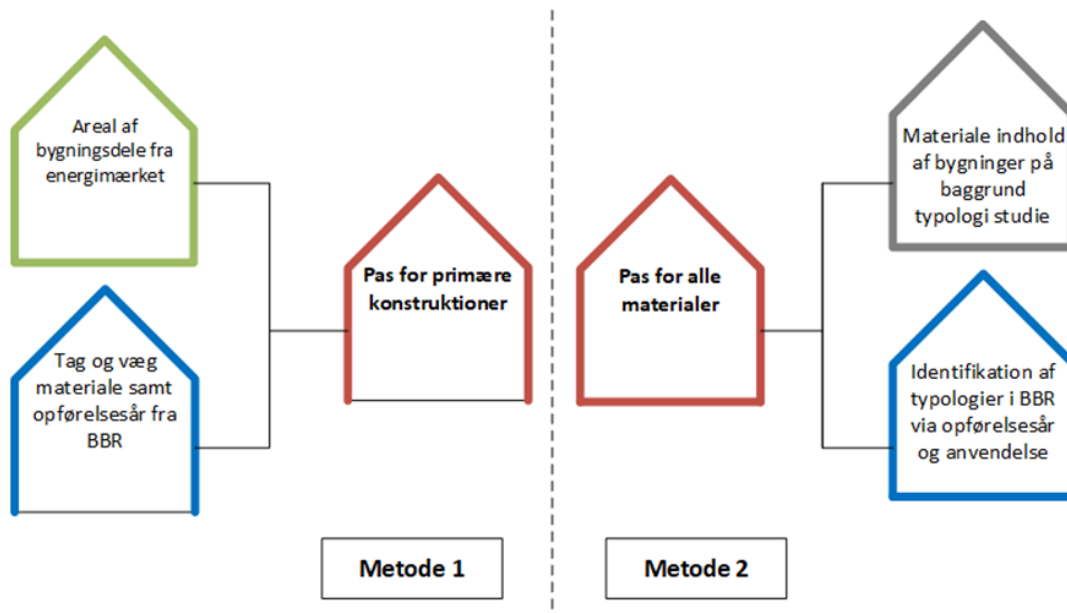 Areal af
bygningsdele fra
energimærket
Tag og væg
materiale samt
opførelsesår fra
BBR
Pas for primære
konstruktioner
Metode 1
Pas for alle
materialer
Materiale indhold
af bygninger på
baggrund
typologi studie
Identifikation af
typologier i BBR
via opførelsesår
og anvendelse
Metode 2